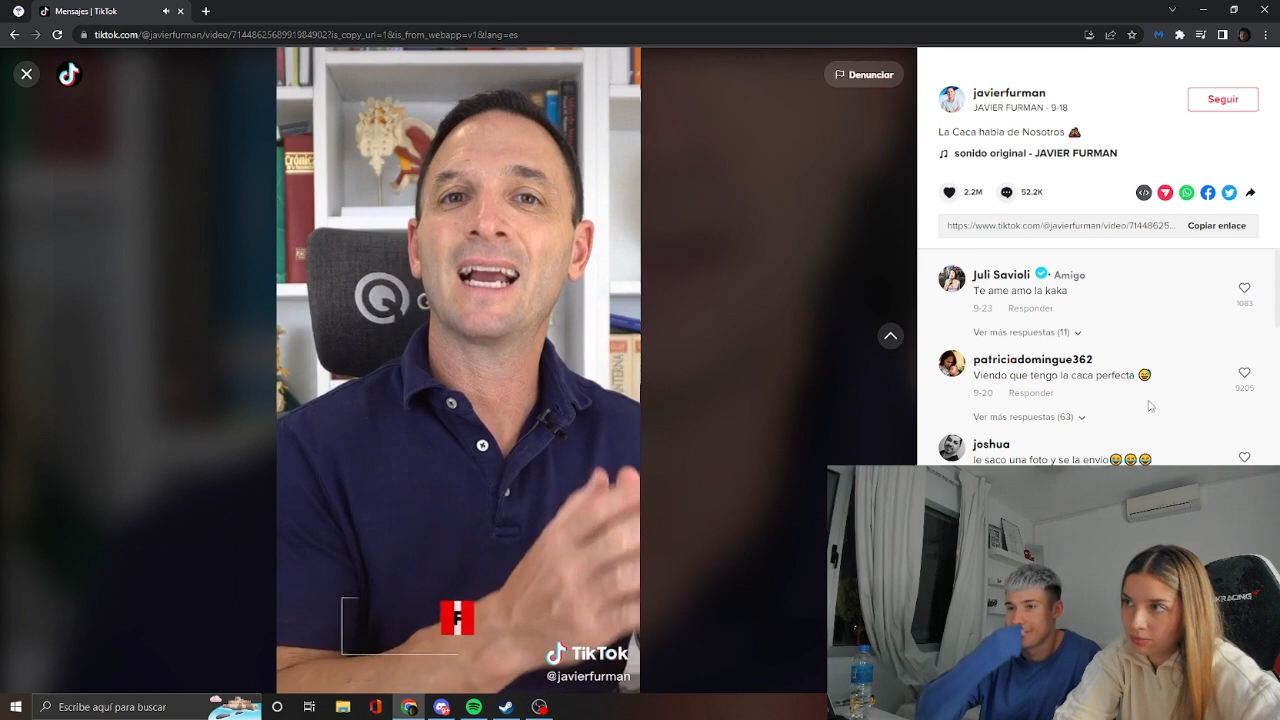 Mensajes | TikTok
tiktok.com/@javierfurman/video/7144862568991984902?is_copy_url=1&is_from_webapp=v1&lang=es
Denunciar
javierfurman
JAVIER FURMAN · 9-18
Seguir
La Caca habla de Nosotros
sonido original - JAVIER FURMAN
2.2M
52.2K
https://www.tiktok.com/@javierfurman/video/71448625...
Copiar enlace
Juli Savioli · Amigo
Te ame amo la kaka
1083
9-23 Responder
Ver más respuestas (11)
patriciadomingue362
Viendo que tengo la caca perfecta
9205
9-20 Responder
Ver más respuestas (63)
joshua
le saco una foto y se la envio
Crónica
INTERNA
G
F
TikTok
@javierfurman
XRACING
Escribe aquí para buscar